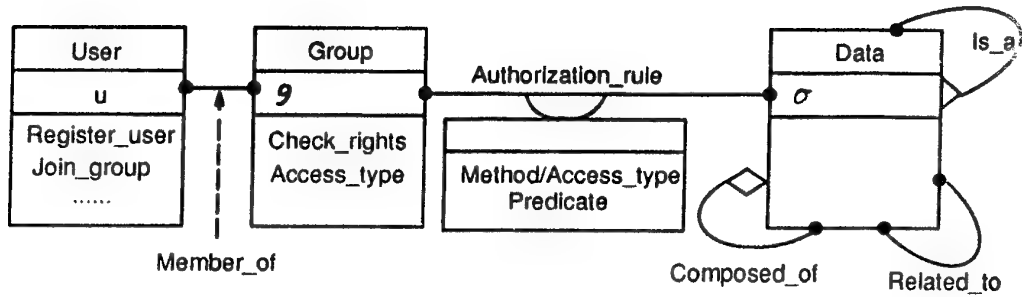 User
u
Register_user
Join_group
......
Member_of
Group
g
Check_rights
Access_type
Authorization_rule
Method/Access_type
Predicate
Data
σ
Is_a
Composed_of
Related_to